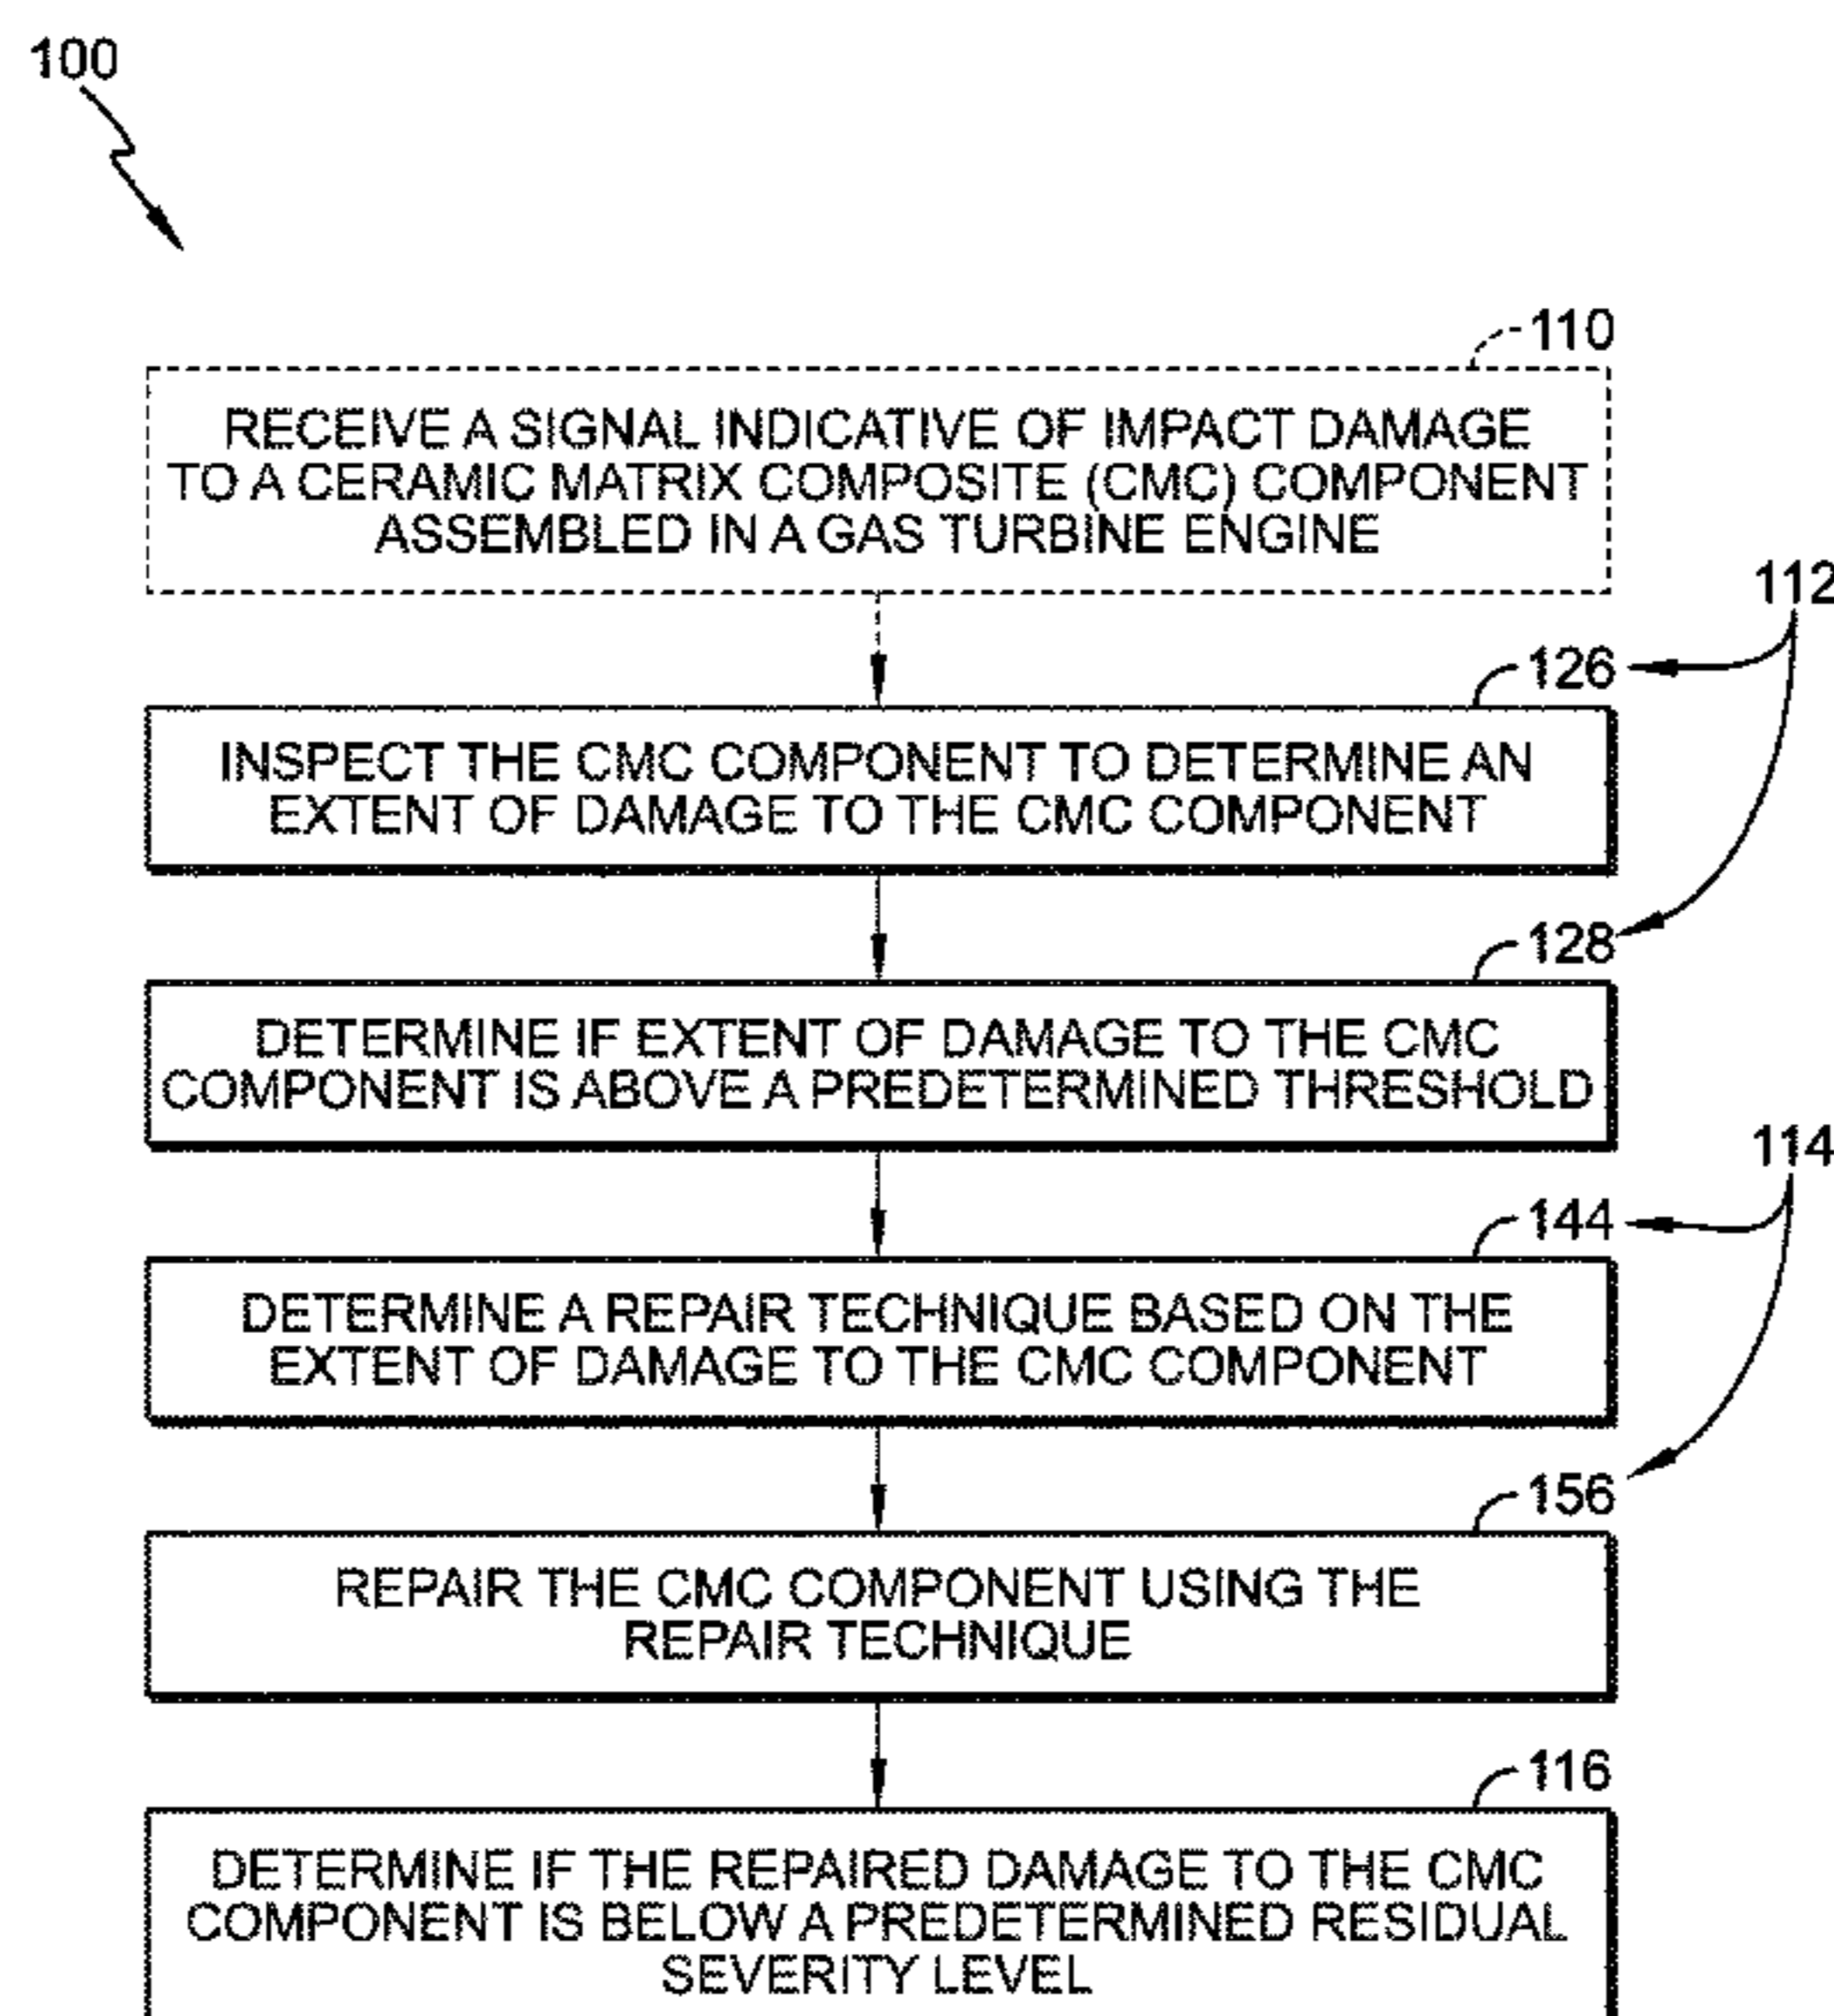 100
110
RECEIVE A SIGNAL INDICATIVE OF IMPACT DAMAGE
TO A CERAMIC MATRIX COMPOSITE (CMC) COMPONENT
ASSEMBLED IN A GAS TURBINE ENGINE
112
126
INSPECT THE CMC COMPONENT TO DETERMINE AN
EXTENT OF DAMAGE TO THE CMC COMPONENT
128
DETERMINE IF EXTENT OF DAMAGE TO THE CMC
COMPONENT IS ABOVE A PREDETERMINED THRESHOLD
114
144
DETERMINE A REPAIR TECHNIQUE BASED ON THE
EXTENT OF DAMAGE TO THE CMC COMPONENT
156
REPAIR THE CMC COMPONENT USING THE
REPAIR TECHNIQUE
116
DETERMINE IF THE REPAIRED DAMAGE TO THE CMC
COMPONENT IS BELOW A PREDETERMINED RESIDUAL
SEVERITY LEVEL